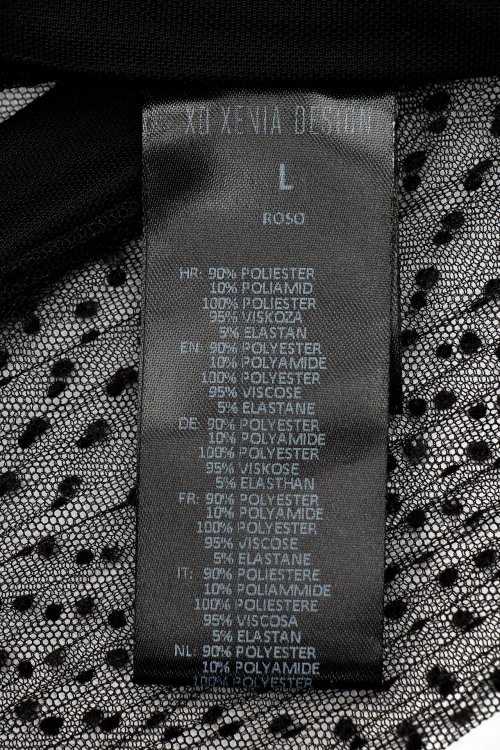 XO XENIA DESIGN
L
ROSO
HR: 90% POLIESTER
10% POLIAMID
100% POLIESTER
95% VISKOZA
5% ELASTAN
EN: 90% POLYESTER
10% POLYAMIDE
100% POLYESTER
95% VISCOSE
5% ELASTANE
DE: 90% POLYESTER
10% POLYAMIDE
100% POLYESTER
95% VISKOSE
5% ELASTHAN
FR: 90% POLYESTER
10% POLYAMIDE
100% POLYESTER
95% VISCOSE
5% ELASTANE
IT: 90% POLIESTERE
10% POLIAMMIDE
100% POLIESTERE
95% VISCOSA
5% ELASTAN
NL: 90% POLYESTER
10% POLYAMIDE
100% POLYESTER